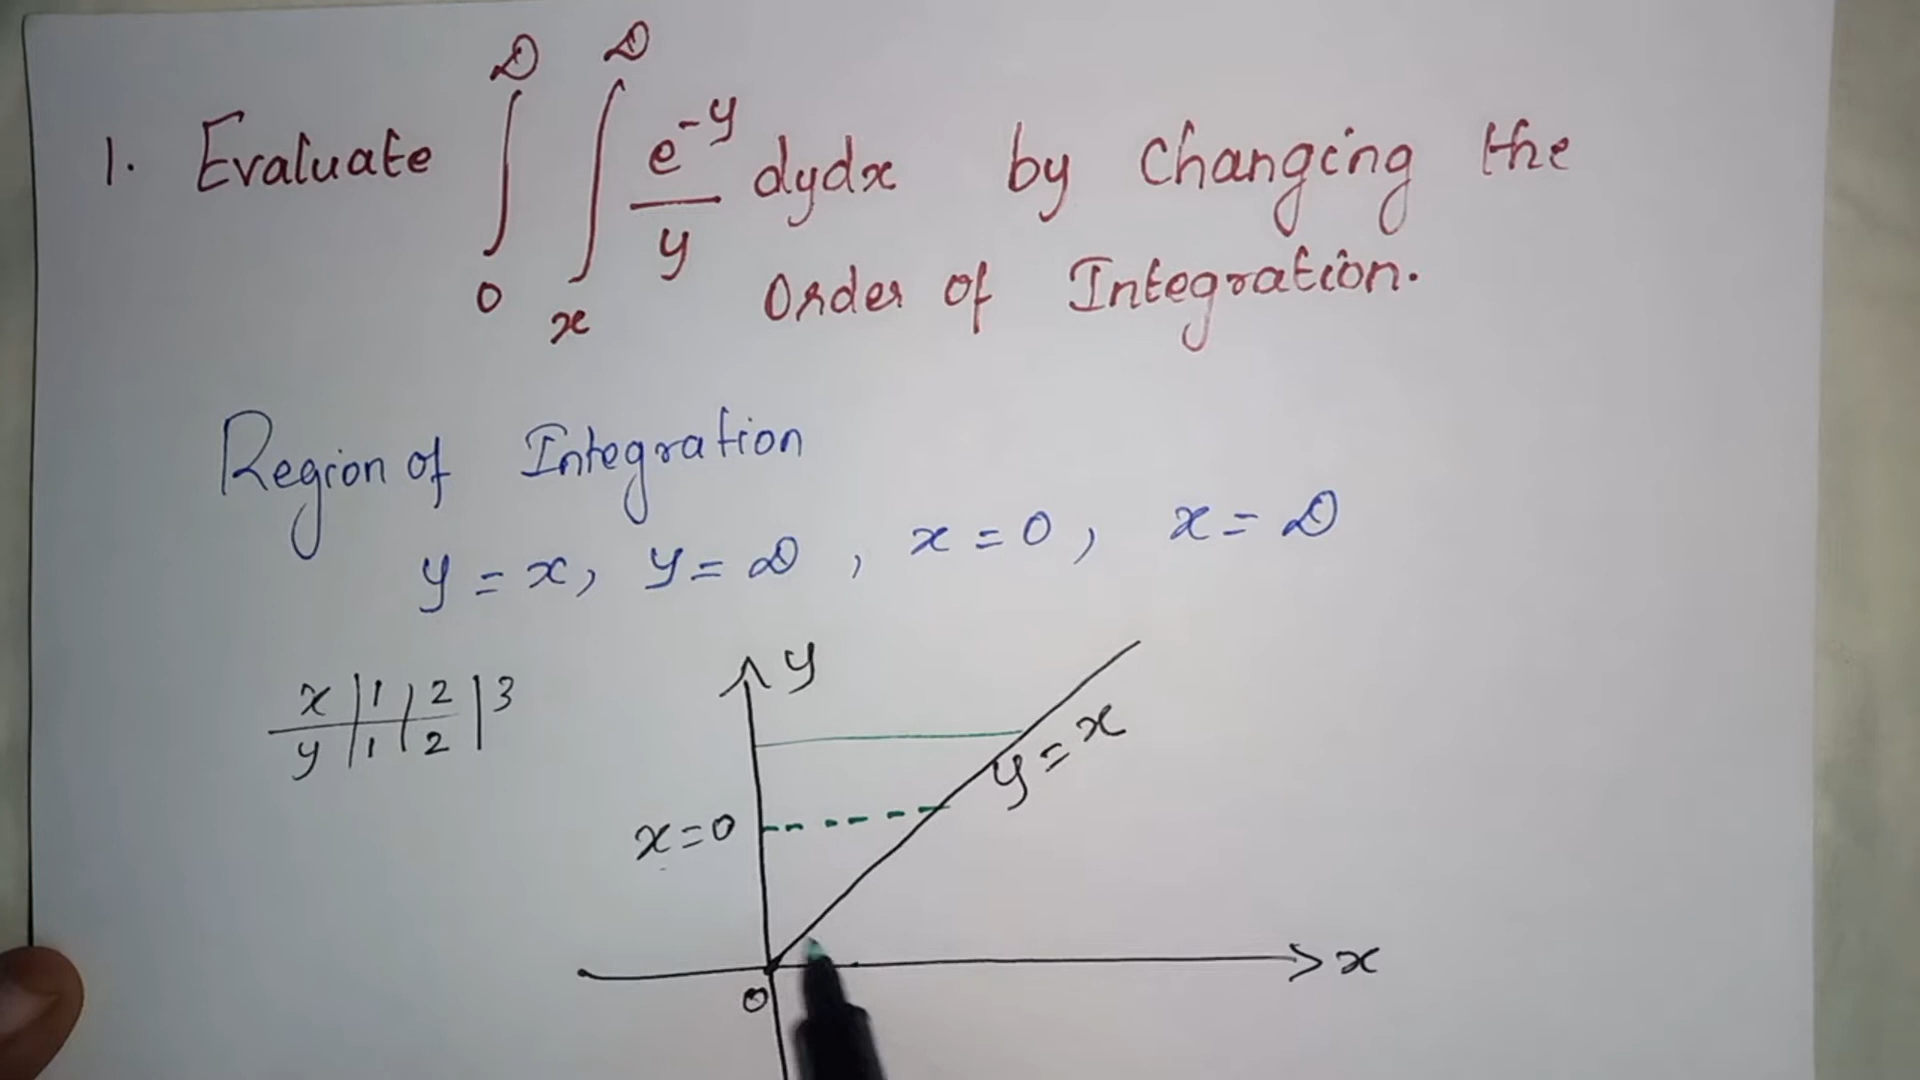 1. Evaluate ∫₀^∞ ∫ₓ^∞ e^-y / y dydx by Changing the
Order of Integration.
Region of Integration
y = x, y = ∞, x = 0, x = ∞
x | 1 | 2 | 3
y | 1 | 2 |
y
y = x
x = 0
x
0